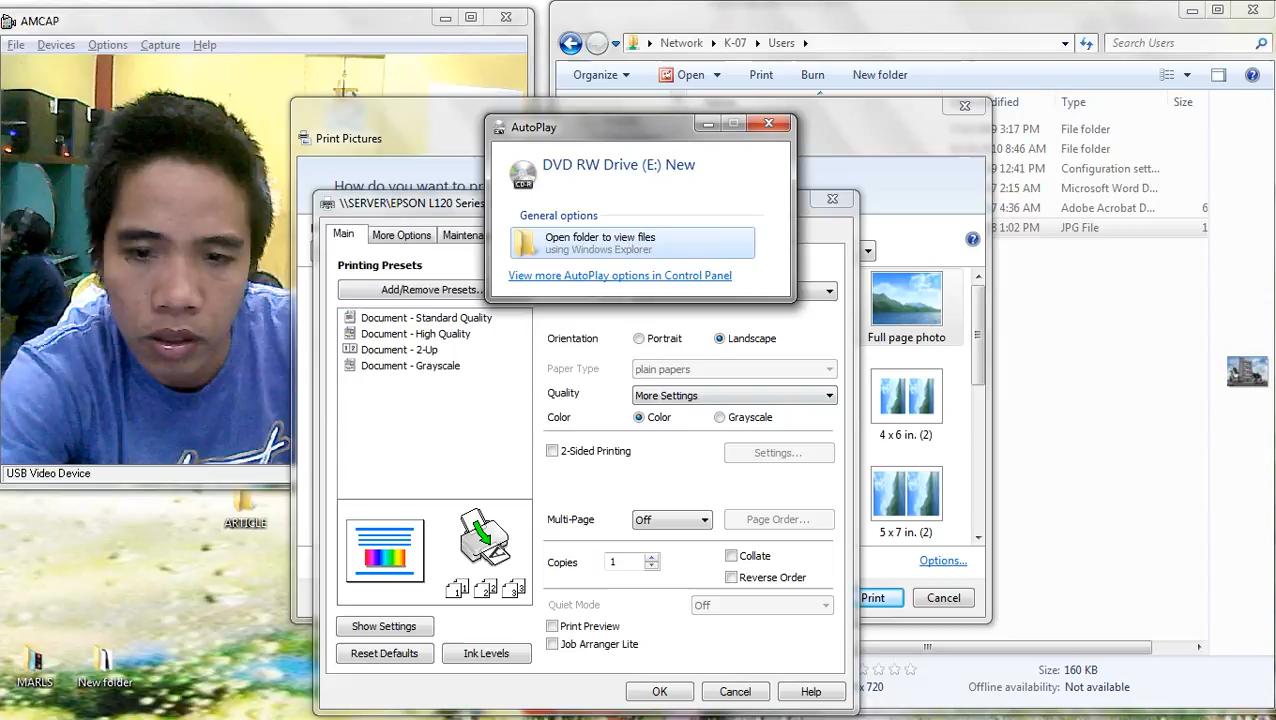 AMCAP
File Devices Options Capture Help
USB Video Device
ARTICLE
MARLS
New folder
Network Users K-07
Search Users
Organize Open Print Burn New folder
Type Size
3:17 PM File folder
8:46 AM File folder
12:41 PM Configuration sett...
2:15 AM Microsoft Word D...
4:36 AM Adobe Acrobat D... 6
1:02 PM JPG File 1
Size: 160 KB
x 720 Offline availability: Not available
Print Pictures
How do you want to
Full page photo
4 x 6 in. (2)
5 x 7 in. (2)
Options...
Print Cancel
AutoPlay
DVD RW Drive (E:) New
CD-R
General options
Open folder to view files
using Windows Explorer
View more AutoPlay options in Control Panel
\\SERVER\EPSON L120 Series
Main More Options
Printing Presets
Add/Remove Presets...
Document - Standard Quality
Document - High Quality
Document - 2-Up
Document - Grayscale
Show Settings
Reset Defaults Ink Levels
Orientation Portrait Landscape
Paper Type plain papers
Quality More Settings
Color Color Grayscale
2-Sided Printing Settings...
Multi-Page Off Page Order...
Copies 1 Collate
Reverse Order
Quiet Mode Off
Print Preview
Job Arranger Lite
OK Cancel Help